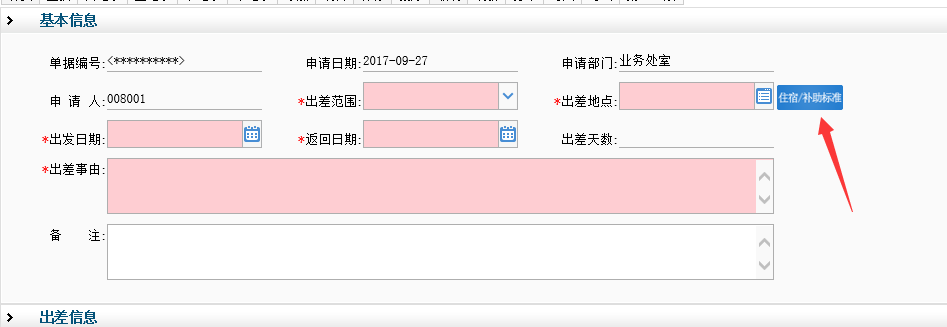 基本信息
单据编号:<**********> 申请日期:2017-09-27 申请部门:业务处室
申 请 人:008001 *出差范围: *出差地点: 住宿/补助标准
*出发日期: *返回日期: 出差天数:
*出差事由:
备 注:
出差信息